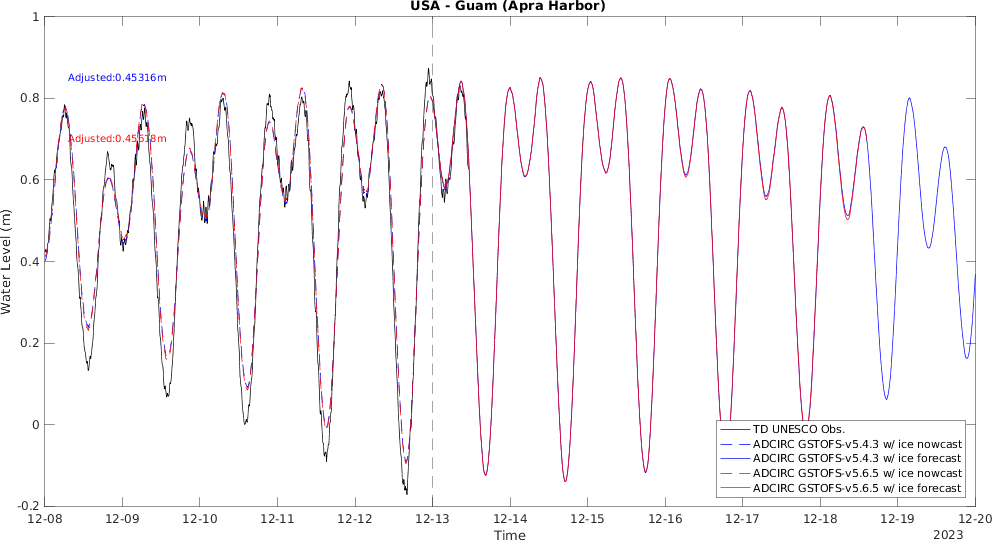 USA - Guam (Apra Harbor)
Water Level (m)
1
0.8
0.6
0.4
0.2
0
-0.2
Adjusted:0.45316m
TD UNESCO Obs.
ADCIRC GSTOFS-v5.4.3 w/ ice nowcast
ADCIRC GSTOFS-v5.4.3 w/ ice forecast
ADCIRC GSTOFS-v5.6.5 w/ ice nowcast
ADCIRC GSTOFS-v5.6.5 w/ ice forecast
12-08 12-09 12-10 12-11 12-12 12-13 12-14 12-15 12-16 12-17 12-18 12-19 12-20
Time
2023